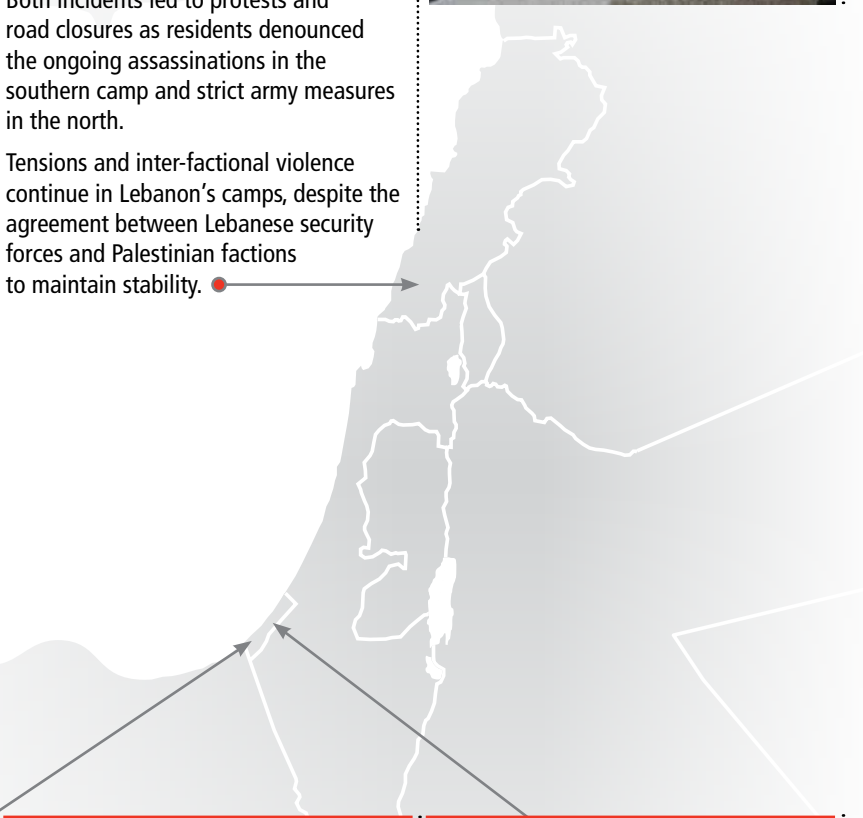 Both incidents led to protests and
road closures as residents denounced
the ongoing assassinations in the
southern camp and strict army measures
in the north.
Tensions and inter-factional violence
continue in Lebanon’s camps, despite the
agreement between Lebanese security
forces and Palestinian factions
to maintain stability.